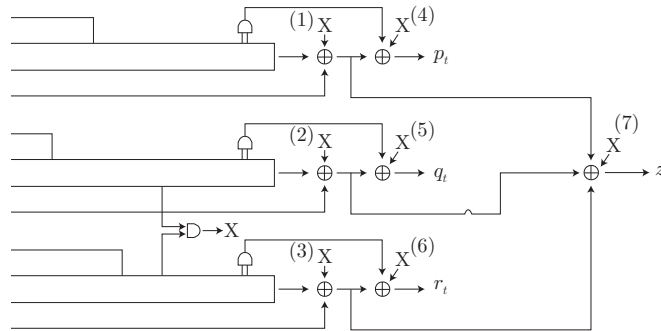 (1) X X (4)
p_t
(2) X X (5)
(7)
X
q_t
z
X
(3) X X (6)
r_t